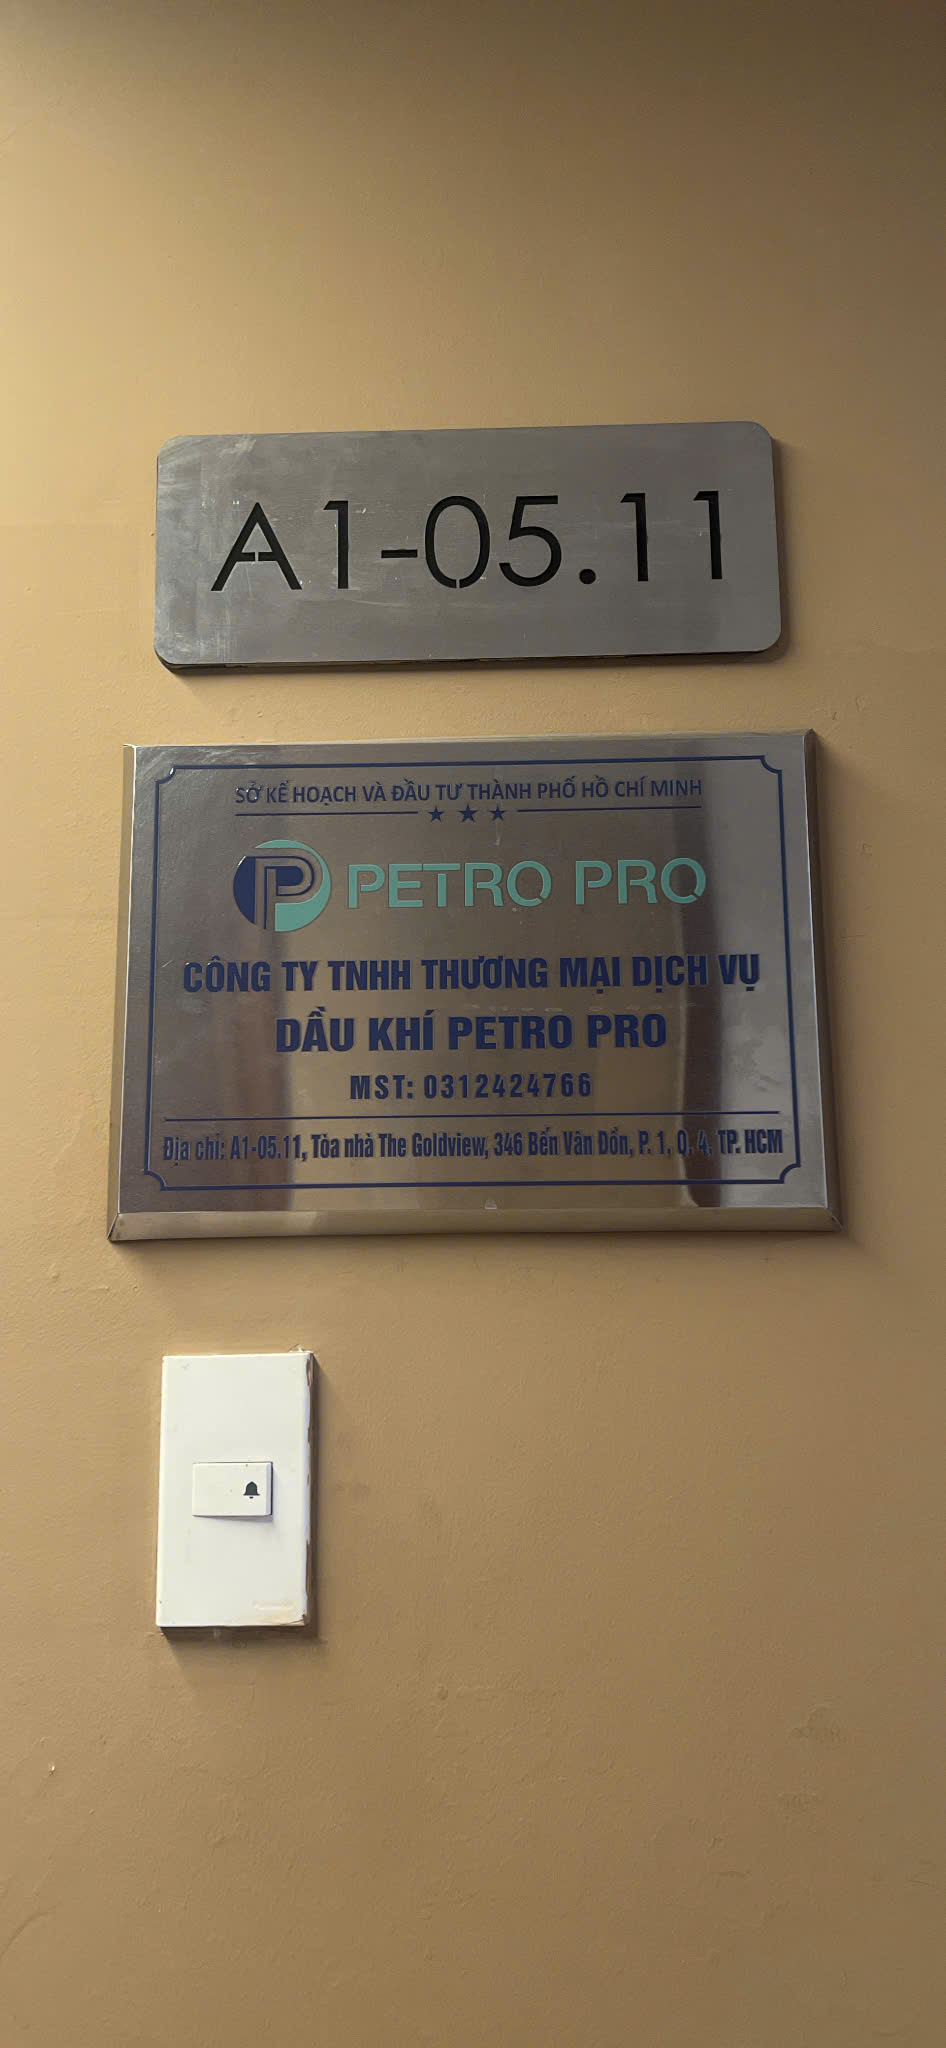 A1-05.11
SỞ KẾ HOẠCH VÀ ĐẦU TƯ THÀNH PHỐ HỒ CHÍ MINH
PETRO PRO
CÔNG TY TNHH THƯƠNG MẠI DỊCH VỤ
DẦU KHÍ PETRO PRO
MST: 0312424766
Địa chỉ: A1-05.11, Tòa nhà The Goldview, 346 Bến Vân Đồn, P. 1, Q. 4, TP. HCM